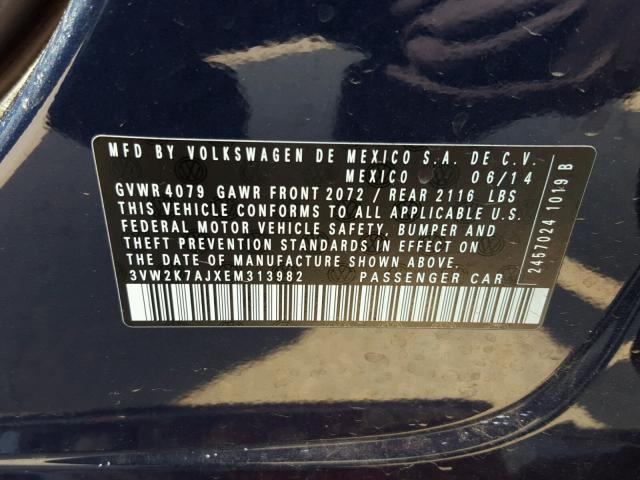 MFD BY VOLKSWAGEN DE MEXICO S.A. DE C.V.
MEXICO 06/14
GVWR 4079 GAWR FRONT 2072 / REAR 2116 LBS
THIS VEHICLE CONFORMS TO ALL APPLICABLE U.S.
FEDERAL MOTOR VEHICLE SAFETY, BUMPER AND
THEFT PREVENTION STANDARDS IN EFFECT ON
THE DATE OF MANUFACTURE SHOWN ABOVE.
3VW2K7AJXEM313982 PASSENGER CAR
2457024 1019 B